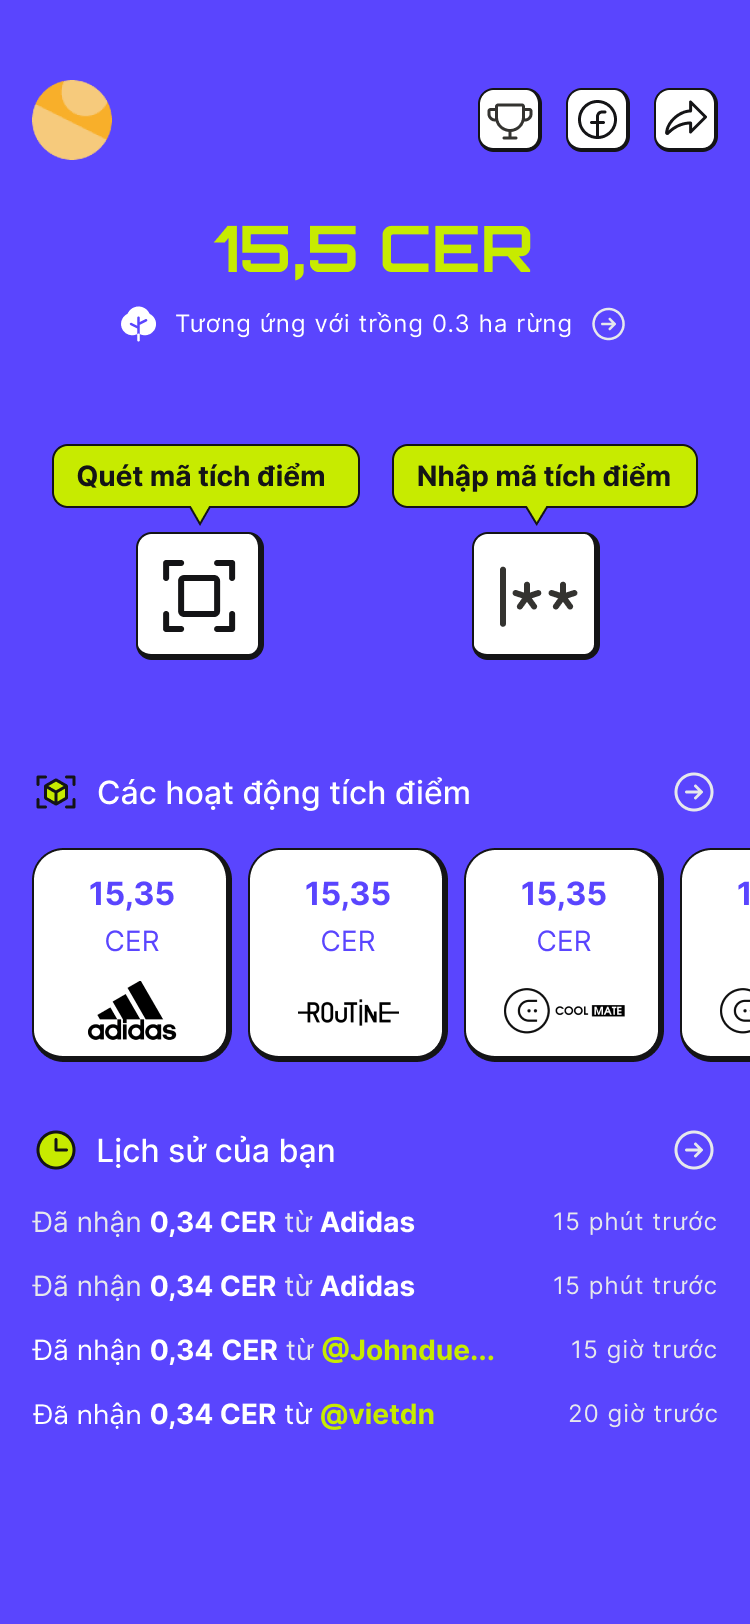 15,5 CER
Tương ứng với trồng 0.3 ha rừng
Quét mã tích điểm
Nhập mã tích điểm
|**
Các hoạt động tích điểm
15,35
CER
adidas
15,35
CER
ROUTINE
15,35
CER
COOL MATE
1
Lịch sử của bạn
Đã nhận 0,34 CER từ Adidas 15 phút trước
Đã nhận 0,34 CER từ Adidas 15 phút trước
Đã nhận 0,34 CER từ @Johndue... 15 giờ trước
Đã nhận 0,34 CER từ @vietdn 20 giờ trước